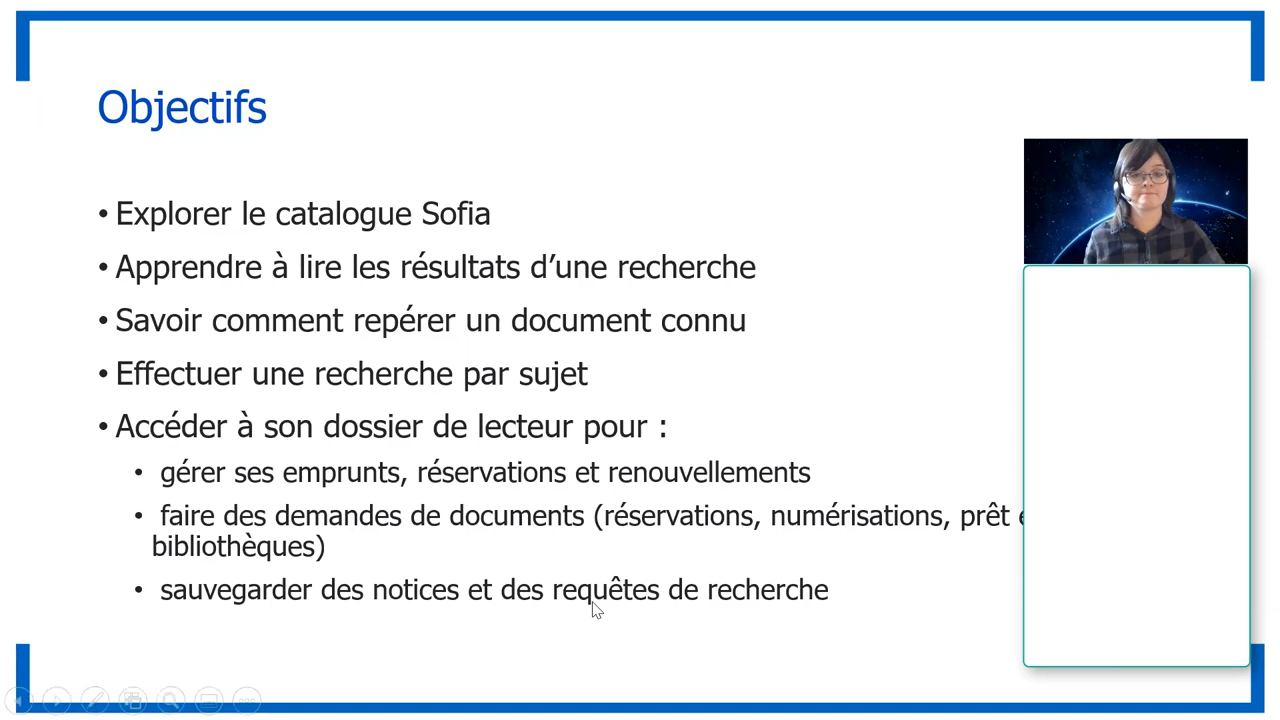 Objectifs
• Explorer le catalogue Sofia
• Apprendre à lire les résultats d’une recherche
• Savoir comment repérer un document connu
• Effectuer une recherche par sujet
• Accéder à son dossier de lecteur pour :
• gérer ses emprunts, réservations et renouvellements
• faire des demandes de documents (réservations, numérisations, prêt
bibliothèques)
• sauvegarder des notices et des requêtes de recherche